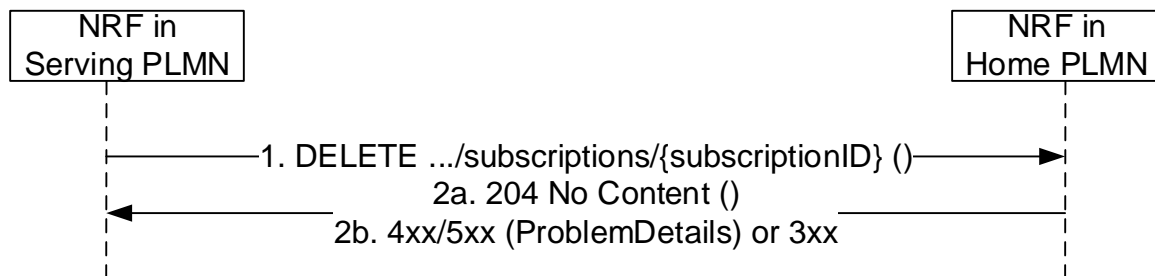 NRF in
Serving PLMN
NRF in
Home PLMN
1. DELETE .../subscriptions/{subscriptionID} ()
2a. 204 No Content ()
2b. 4xx/5xx (ProblemDetails) or 3xx